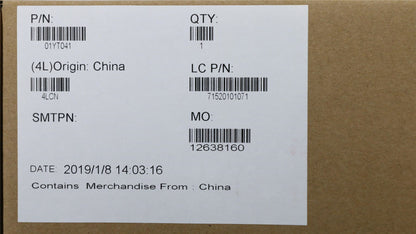 P/N: QTY:
01YT041 1
(4L)Origin: China LC P/N:
4LCN 71520101071
SMTPN: MO:
12638160
DATE: 2019/1/8 14:03:16
Contains Merchandise From : China